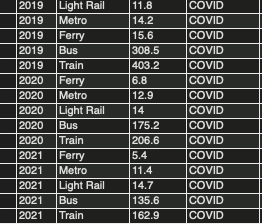 2019 Light Rail 11.8 COVID
2019 Metro 14.2 COVID
2019 Ferry 15.6 COVID
2019 Bus 308.5 COVID
2019 Train 403.2 COVID
2020 Ferry 6.8 COVID
2020 Metro 12.9 COVID
2020 Light Rail 14 COVID
2020 Bus 175.2 COVID
2020 Train 206.6 COVID
2021 Ferry 5.4 COVID
2021 Metro 11.4 COVID
2021 Light Rail 14.7 COVID
2021 Bus 135.6 COVID
2021 Train 162.9 COVID